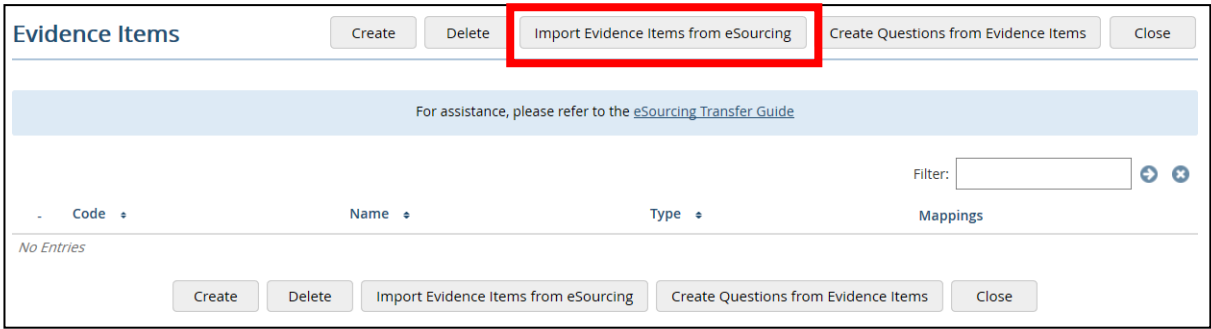 Evidence Items Create Delete Import Evidence Items from eSourcing Create Questions from Evidence Items Close
For assistance, please refer to the eSourcing Transfer Guide
Filter:
- Code Name Type Mappings
No Entries
Create Delete Import Evidence Items from eSourcing Create Questions from Evidence Items Close